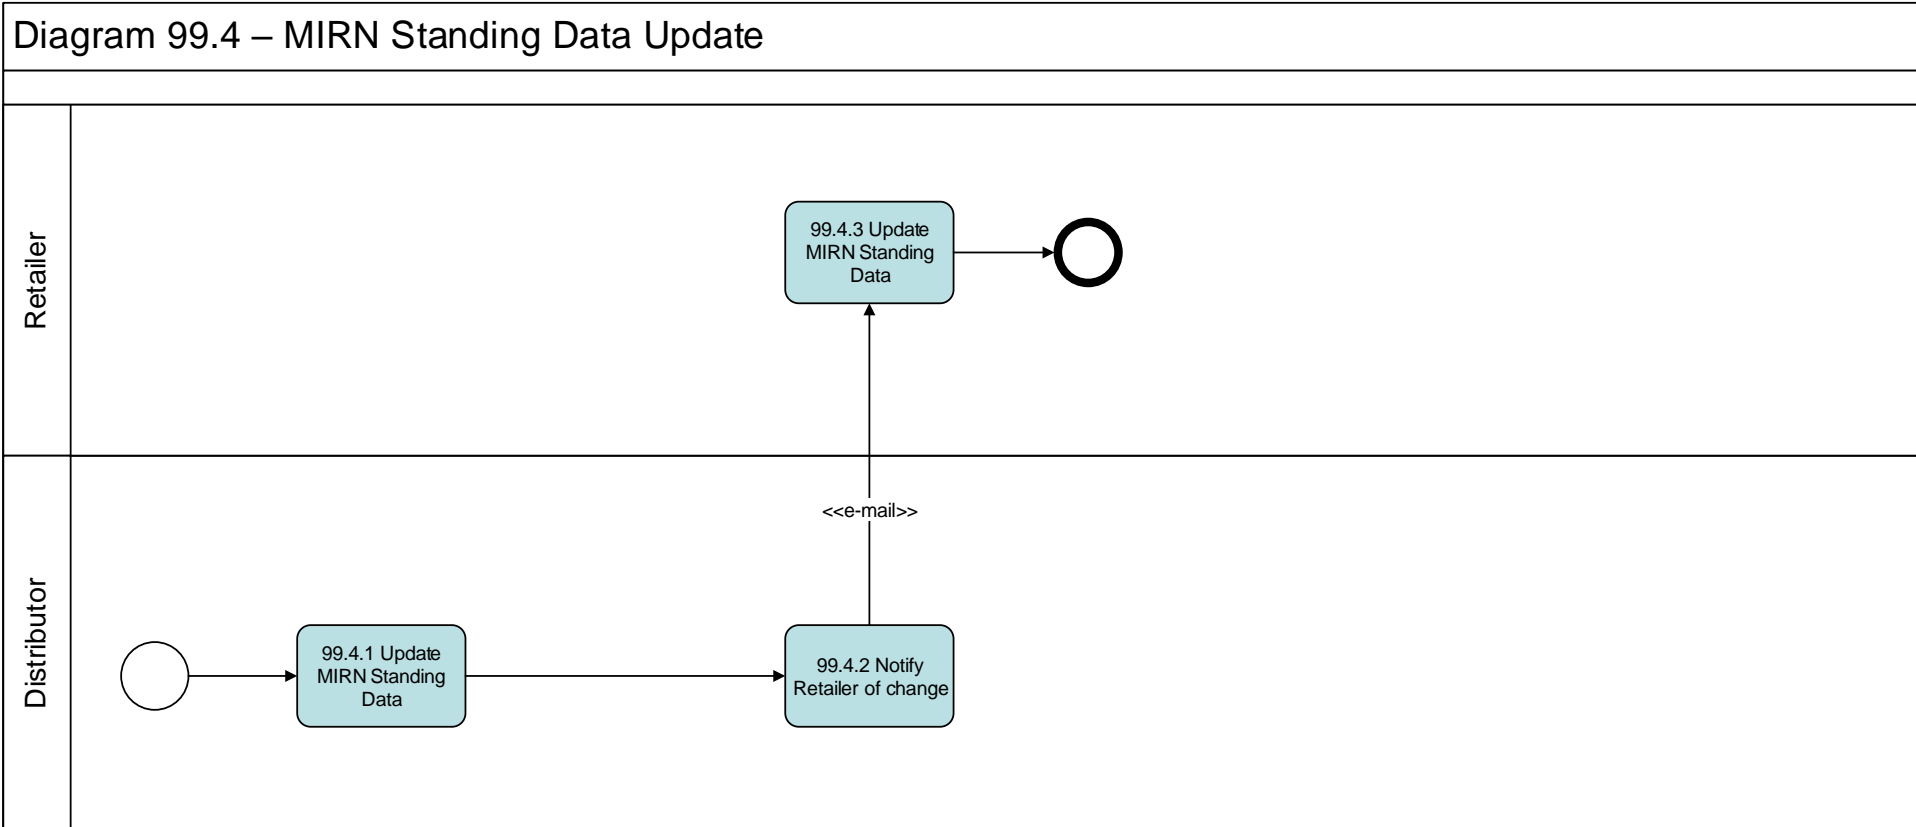 Diagram 99.4 – MIRN Standing Data Update
Retailer
99.4.3 Update
MIRN Standing
Data
<<e-mail>>
Distributor
99.4.1 Update
MIRN Standing
Data
99.4.2 Notify
Retailer of change